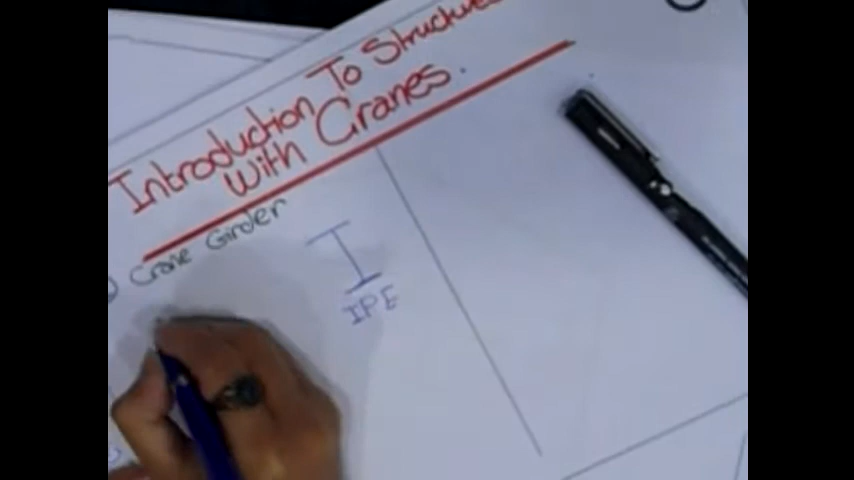 Introduction To
With Cranes.
Crane Girder
IPE